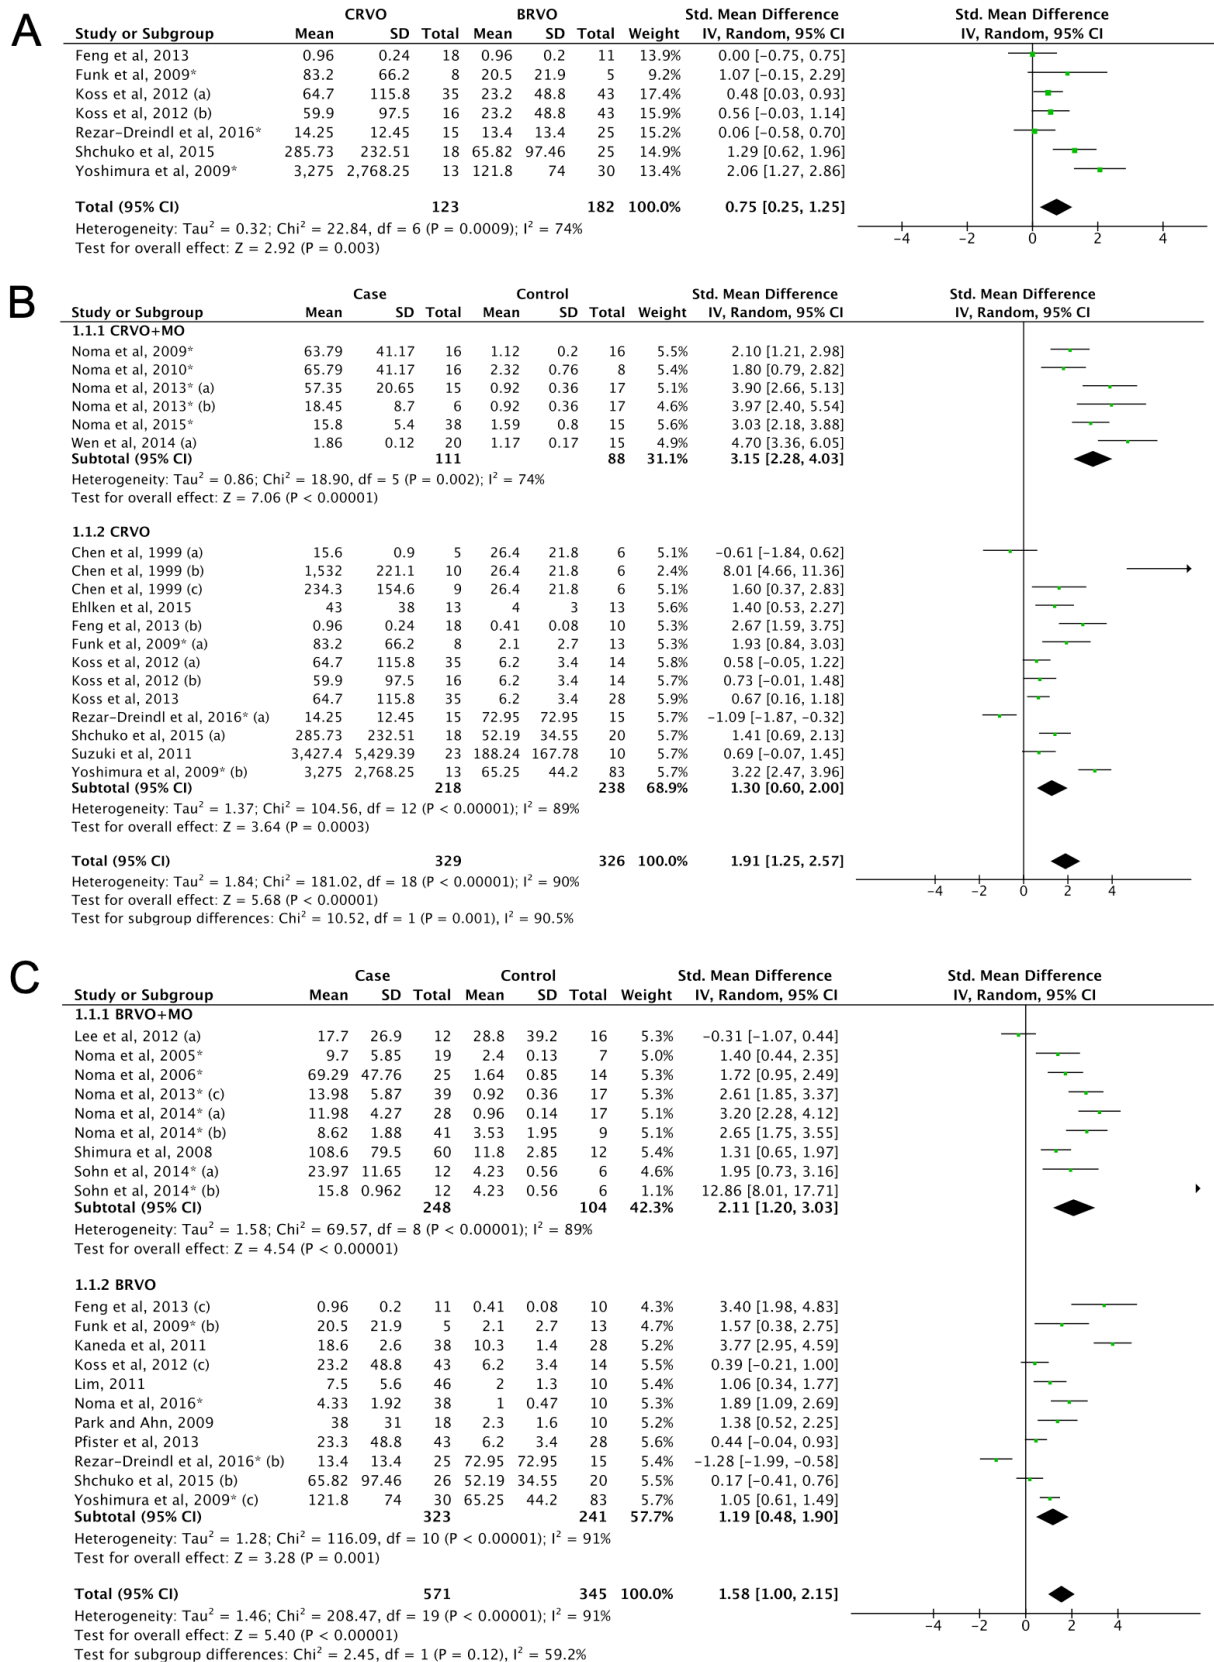 A
CRVO BRVO Std. Mean Difference Std. Mean Difference
Study or Subgroup Mean SD Total Mean SD Total Weight IV, Random, 95% CI IV, Random, 95% CI
Feng et al, 2013 0.96 0.24 18 0.96 0.2 11 13.9% 0.00 [-0.75, 0.75]
Funk et al, 2009* 83.2 66.2 8 20.5 21.9 5 9.2% 1.07 [-0.15, 2.29]
Koss et al, 2012 (a) 64.7 115.8 35 23.2 48.8 43 17.4% 0.48 [0.03, 0.93]
Koss et al, 2012 (b) 59.9 97.5 16 23.2 48.8 43 15.9% 0.56 [-0.03, 1.14]
Rezar-Dreindl et al, 2016* 14.25 12.45 15 13.4 13.4 25 15.2% 0.06 [-0.58, 0.70]
Shchuko et al, 2015 285.73 232.51 18 65.82 97.46 25 14.9% 1.29 [0.62, 1.96]
Yoshimura et al, 2009* 3,275 2,768.25 13 121.8 74 30 13.4% 2.06 [1.27, 2.86]
Total (95% CI) 123 182 100.0% 0.75 [0.25, 1.25]
Heterogeneity: Tau² = 0.32; Chi² = 22.84, df = 6 (P = 0.0009); I² = 74%
Test for overall effect: Z = 2.92 (P = 0.003)
-4 -2 0 2 4
B
Case Control Std. Mean Difference Std. Mean Difference
Study or Subgroup Mean SD Total Mean SD Total Weight IV, Random, 95% CI IV, Random, 95% CI
1.1.1 CRVO+MO
Noma et al, 2009* 63.79 41.17 16 1.12 0.2 16 5.5% 2.10 [1.21, 2.98]
Noma et al, 2010* 65.79 41.17 16 2.32 0.76 8 5.4% 1.80 [0.79, 2.82]
Noma et al, 2013* (a) 57.35 20.65 15 0.92 0.36 17 5.1% 3.90 [2.66, 5.13]
Noma et al, 2013* (b) 18.45 8.7 6 0.92 0.36 17 4.6% 3.97 [2.40, 5.54]
Noma et al, 2015* 15.8 5.4 38 1.59 0.8 15 5.6% 3.03 [2.18, 3.88]
Wen et al, 2014 (a) 1.86 0.12 20 1.17 0.17 15 4.9% 4.70 [3.36, 6.05]
Subtotal (95% CI) 111 88 31.1% 3.15 [2.28, 4.03]
Heterogeneity: Tau² = 0.86; Chi² = 18.90, df = 5 (P = 0.002); I² = 74%
Test for overall effect: Z = 7.06 (P < 0.00001)
1.1.2 CRVO
Chen et al, 1999 (a) 15.6 0.9 5 26.4 21.8 6 5.1% -0.61 [-1.84, 0.62]
Chen et al, 1999 (b) 1,532 221.1 10 26.4 21.8 6 2.4% 8.01 [4.66, 11.36]
Chen et al, 1999 (c) 234.3 154.6 9 26.4 21.8 6 5.1% 1.60 [0.37, 2.83]
Ehlken et al, 2015 43 38 13 4 3 13 5.6% 1.40 [0.53, 2.27]
Feng et al, 2013 (b) 0.96 0.24 18 0.41 0.08 10 5.3% 2.67 [1.59, 3.75]
Funk et al, 2009* (a) 83.2 66.2 8 2.1 2.7 13 5.3% 1.93 [0.84, 3.03]
Koss et al, 2012 (a) 64.7 115.8 35 6.2 3.4 14 5.8% 0.58 [-0.05, 1.22]
Koss et al, 2012 (b) 59.9 97.5 16 6.2 3.4 14 5.7% 0.73 [-0.01, 1.48]
Koss et al, 2013 64.7 115.8 35 6.2 3.4 28 5.9% 0.67 [0.16, 1.18]
Rezar-Dreindl et al, 2016* (a) 14.25 12.45 15 72.95 72.95 15 5.7% -1.09 [-1.87, -0.32]
Shchuko et al, 2015 (a) 285.73 232.51 18 52.19 34.55 20 5.7% 1.41 [0.69, 2.13]
Suzuki et al, 2011 3,427.4 5,429.39 23 188.24 167.78 10 5.7% 0.69 [-0.07, 1.45]
Yoshimura et al, 2009* (b) 3,275 2,768.25 13 65.25 44.2 83 5.7% 3.22 [2.47, 3.96]
Subtotal (95% CI) 218 238 68.9% 1.30 [0.60, 2.00]
Heterogeneity: Tau² = 1.37; Chi² = 104.56, df = 12 (P < 0.00001); I² = 89%
Test for overall effect: Z = 3.64 (P = 0.0003)
Total (95% CI) 329 326 100.0% 1.91 [1.25, 2.57]
Heterogeneity: Tau² = 1.84; Chi² = 181.02, df = 18 (P < 0.00001); I² = 90%
Test for overall effect: Z = 5.68 (P < 0.00001)
Test for subgroup differences: Chi² = 10.52, df = 1 (P = 0.001), I² = 90.5%
-4 -2 0 2 4
C
Case Control Std. Mean Difference Std. Mean Difference
Study or Subgroup Mean SD Total Mean SD Total Weight IV, Random, 95% CI IV, Random, 95% CI
1.1.1 BRVO+MO
Lee et al, 2012 (a) 17.7 26.9 12 28.8 39.2 16 5.3% -0.31 [-1.07, 0.44]
Noma et al, 2005* 9.7 5.85 19 2.4 0.13 7 5.0% 1.40 [0.44, 2.35]
Noma et al, 2006* 69.29 47.76 25 1.64 0.85 14 5.3% 1.72 [0.95, 2.49]
Noma et al, 2013* (c) 13.98 5.87 39 0.92 0.36 17 5.3% 2.61 [1.85, 3.37]
Noma et al, 2014* (a) 11.98 4.27 28 0.96 0.14 17 5.1% 3.20 [2.28, 4.12]
Noma et al, 2014* (b) 8.62 1.88 41 3.53 1.95 9 5.1% 2.65 [1.75, 3.55]
Shimura et al, 2008 108.6 79.5 60 11.8 2.85 12 5.4% 1.31 [0.65, 1.97]
Sohn et al, 2014* (a) 23.97 11.65 12 4.23 0.56 6 4.6% 1.95 [0.73, 3.16]
Sohn et al, 2014* (b) 15.8 0.962 12 4.23 0.56 6 1.1% 12.86 [8.01, 17.71]
Subtotal (95% CI) 248 104 42.3% 2.11 [1.20, 3.03]
Heterogeneity: Tau² = 1.58; Chi² = 69.57, df = 8 (P < 0.00001); I² = 89%
Test for overall effect: Z = 4.54 (P < 0.00001)
1.1.2 BRVO
Feng et al, 2013 (c) 0.96 0.2 11 0.41 0.08 10 4.3% 3.40 [1.98, 4.83]
Funk et al, 2009* (b) 20.5 21.9 5 2.1 2.7 13 4.7% 1.57 [0.38, 2.75]
Kaneda et al, 2011 18.6 2.6 38 10.3 1.4 28 5.2% 3.77 [2.95, 4.59]
Koss et al, 2012 (c) 23.2 48.8 43 6.2 3.4 14 5.5% 0.39 [-0.21, 1.00]
Lim, 2011 7.5 5.6 46 2 1.3 10 5.4% 1.06 [0.34, 1.77]
Noma et al, 2016* 4.33 1.92 38 1 0.47 10 5.3% 1.89 [1.09, 2.69]
Park and Ahn, 2009 38 31 18 2.3 1.6 10 5.2% 1.38 [0.52, 2.25]
Pfister et al, 2013 23.3 48.8 43 6.2 3.4 28 5.6% 0.44 [-0.04, 0.93]
Rezar-Dreindl et al, 2016* (b) 13.4 13.4 25 72.95 72.95 15 5.4% -1.28 [-1.99, -0.58]
Shchuko et al, 2015 (b) 65.82 97.46 26 52.19 34.55 20 5.5% 0.17 [-0.41, 0.76]
Yoshimura et al, 2009* (c) 121.8 74 30 65.25 44.2 83 5.7% 1.05 [0.61, 1.49]
Subtotal (95% CI) 323 241 57.7% 1.19 [0.48, 1.90]
Heterogeneity: Tau² = 1.28; Chi² = 116.09, df = 10 (P < 0.00001); I² = 91%
Test for overall effect: Z = 3.28 (P = 0.001)
Total (95% CI) 571 345 100.0% 1.58 [1.00, 2.15]
Heterogeneity: Tau² = 1.46; Chi² = 208.47, df = 19 (P < 0.00001); I² = 91%
Test for overall effect: Z = 5.40 (P < 0.00001)
Test for subgroup differences: Chi² = 2.45, df = 1 (P = 0.12), I² = 59.2%
-4 -2 0 2 4